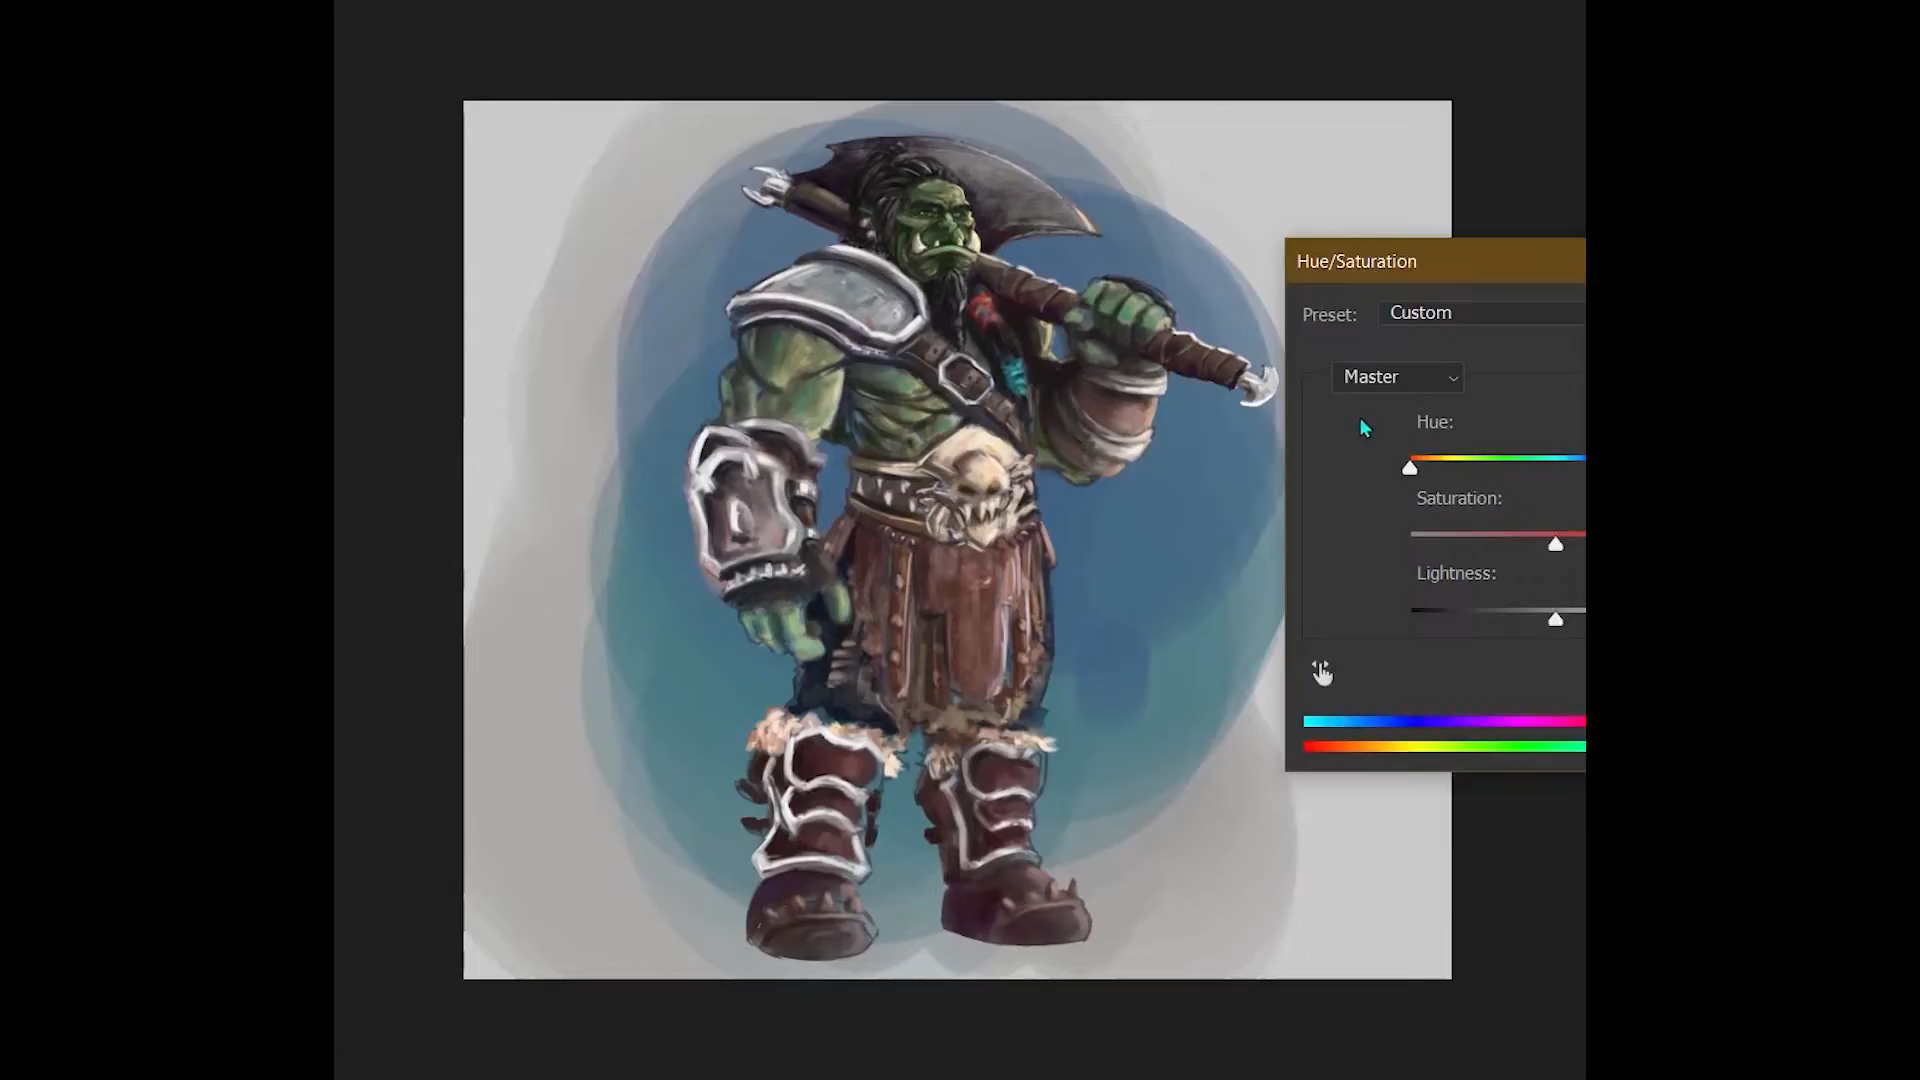 Hue/Saturation
Preset: Custom
Master
Hue:
Saturation:
Lightness: